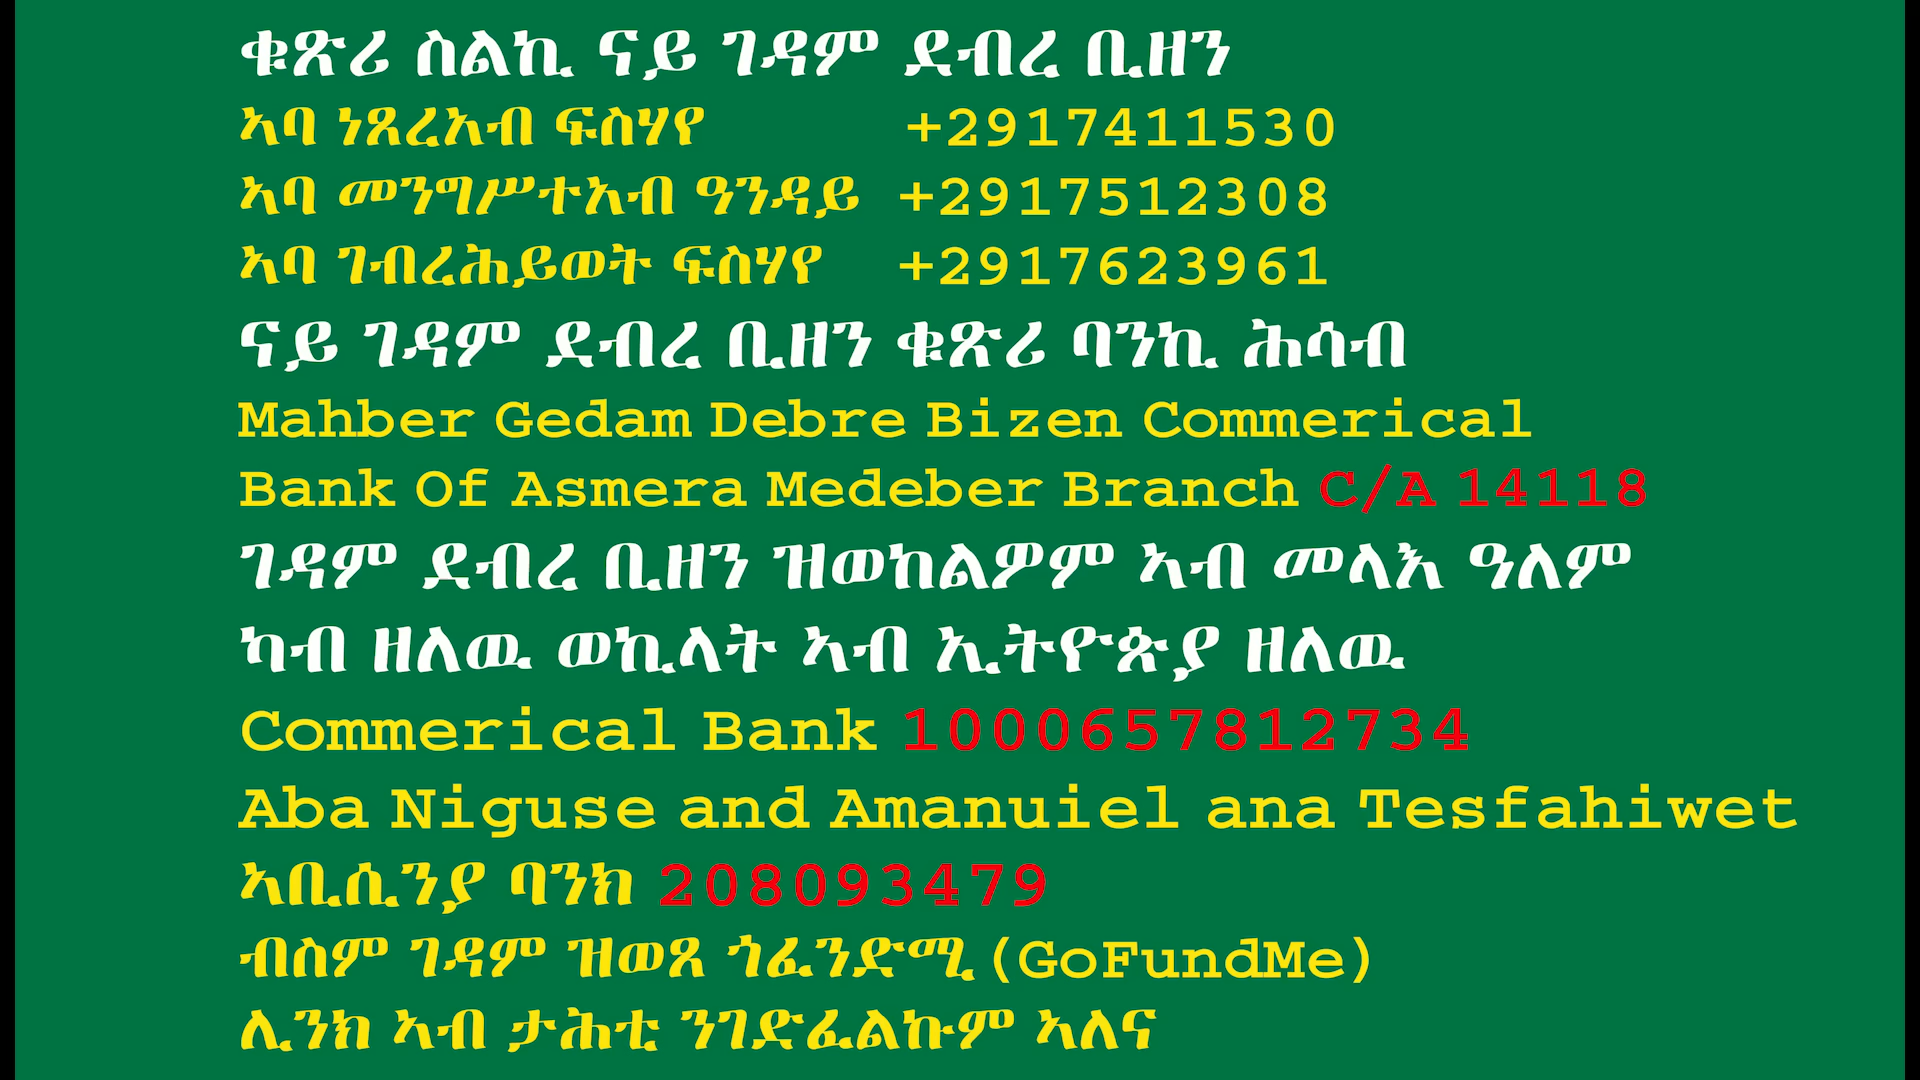 ቁጽሪ ስልኪ ናይ ገዳም ደብረ ቢዘን
ኣባ ነጸረኣብ ፍስሃየ +2917411530
ኣባ መንግሥተኣብ ዓንዳይ +2917512308
ኣባ ገብረሕይወት ፍስሃየ +2917623961
ናይ ገዳም ደብረ ቢዘን ቁጽሪ ባንኪ ሕሳብ
Mahber Gedam Debre Bizen Commerical
Bank Of Asmera Medeber Branch C/A 14118
ገዳም ደብረ ቢዘን ዝወከልዎም ኣብ መላእ ዓለም
ካብ ዘለዉ ወኪላት ኣብ ኢትዮጵያ ዘለዉ
Commerical Bank 1000657812734
Aba Niguse and Amanuiel ana Tesfahiwet
ኣቢሲንያ ባንክ 208093479
ብስም ገዳም ዝወጸ ጎፈንድሚ (GoFundMe)
ሊንክ ኣብ ታሕቲ ንገድፈልኩም ኣለና